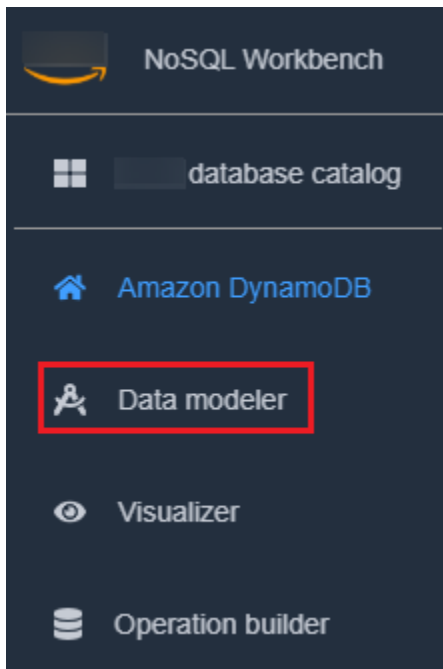 NoSQL Workbench
database catalog
Amazon DynamoDB
Data modeler
Visualizer
Operation builder